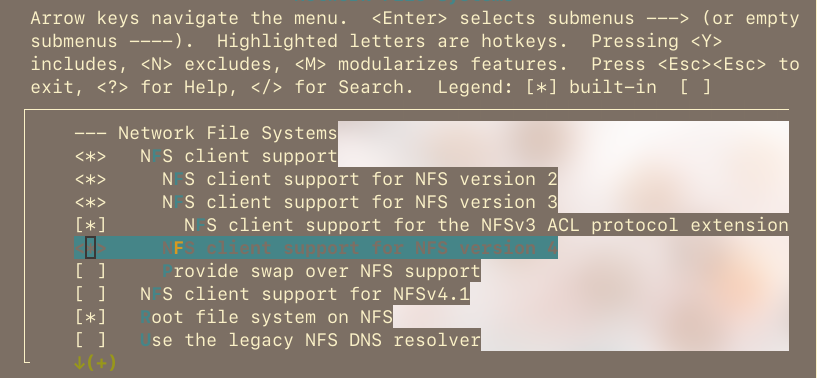 Arrow keys navigate the menu.  <Enter> selects submenus ---> (or empty
submenus ----).  Highlighted letters are hotkeys.  Pressing <Y>
includes, <N> excludes, <M> modularizes features.  Press <Esc><Esc> to
exit, <?> for Help, </> for Search.  Legend: [*] built-in  [ ]
--- Network File Systems
<*>   NFS client support
<*>     NFS client support for NFS version 2
<*>     NFS client support for NFS version 3
[*]       NFS client support for the NFSv3 ACL protocol extension
< >     NFS client support for NFS version 4
[ ]     Provide swap over NFS support
[ ]   NFS client support for NFSv4.1
[*]   Root file system on NFS
[ ]   Use the legacy NFS DNS resolver
↓(+)